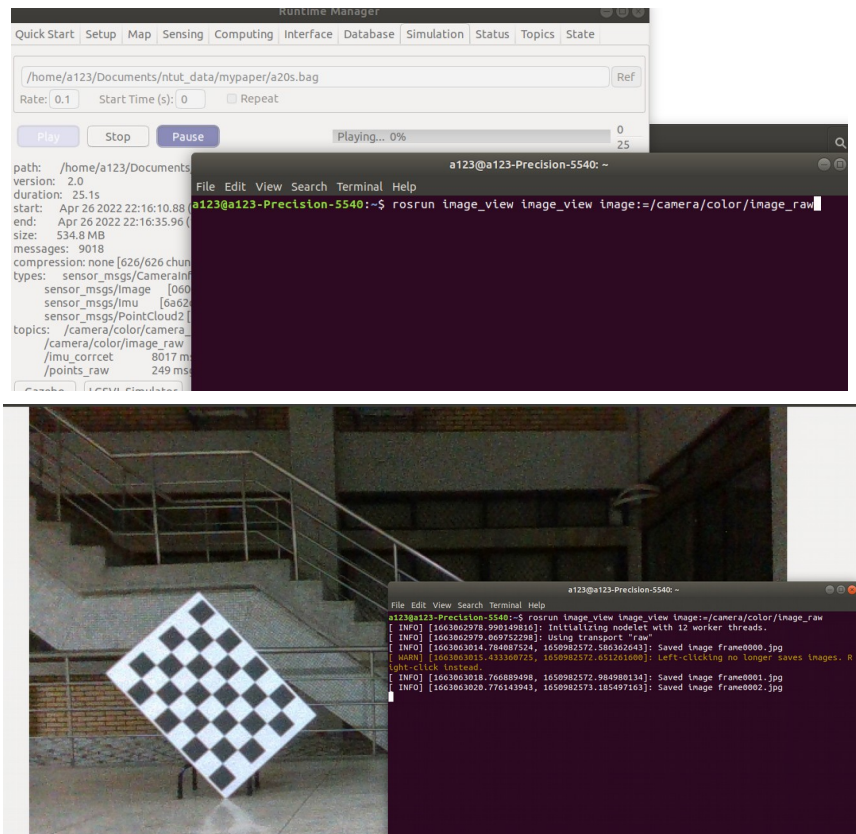 Runtime Manager
Quick Start Setup Map Sensing Computing Interface Database Simulation Status Topics State
/home/a123/Documents/ntut_data/mypaper/a20s.bag Ref
Rate: 0.1 Start Time (s): 0 Repeat
Play Stop Pause Playing... 0% 0
25
path: /home/a123/Documents
version: 2.0
duration: 25.1s
start: Apr 26 2022 22:16:10.88 (
end: Apr 26 2022 22:16:35.96 (
size: 534.8 MB
messages: 9018
compression: none [626/626 chun
types: sensor_msgs/CameraInf
sensor_msgs/Image [060
sensor_msgs/Imu [6a62
sensor_msgs/PointCloud2 [
topics: /camera/color/camera_
/camera/color/image_raw
/imu_corrcet 8017 m
/points_raw 249 ms
a123@a123-Precision-5540: ~
File Edit View Search Terminal Help
a123@a123-Precision-5540:~$ rosrun image_view image_view image:=/camera/color/image_raw
a123@a123-Precision-5540: ~
File Edit View Search Terminal Help
a123@a123-Precision-5540:~$ rosrun image_view image_view image:=/camera/color/image_raw
[ INFO] [1663062978.990149816]: Initializing nodelet with 12 worker threads.
[ INFO] [1663062979.069752298]: Using transport "raw"
[ INFO] [1663063014.784087524, 1650982572.586362643]: Saved image frame0000.jpg
[ WARN] [1663063015.433360725, 1650982572.651261600]: Left-clicking no longer saves images. R
ight-click instead.
[ INFO] [1663063018.766889498, 1650982572.984980134]: Saved image frame0001.jpg
[ INFO] [1663063020.776143943, 1650982573.185497163]: Saved image frame0002.jpg